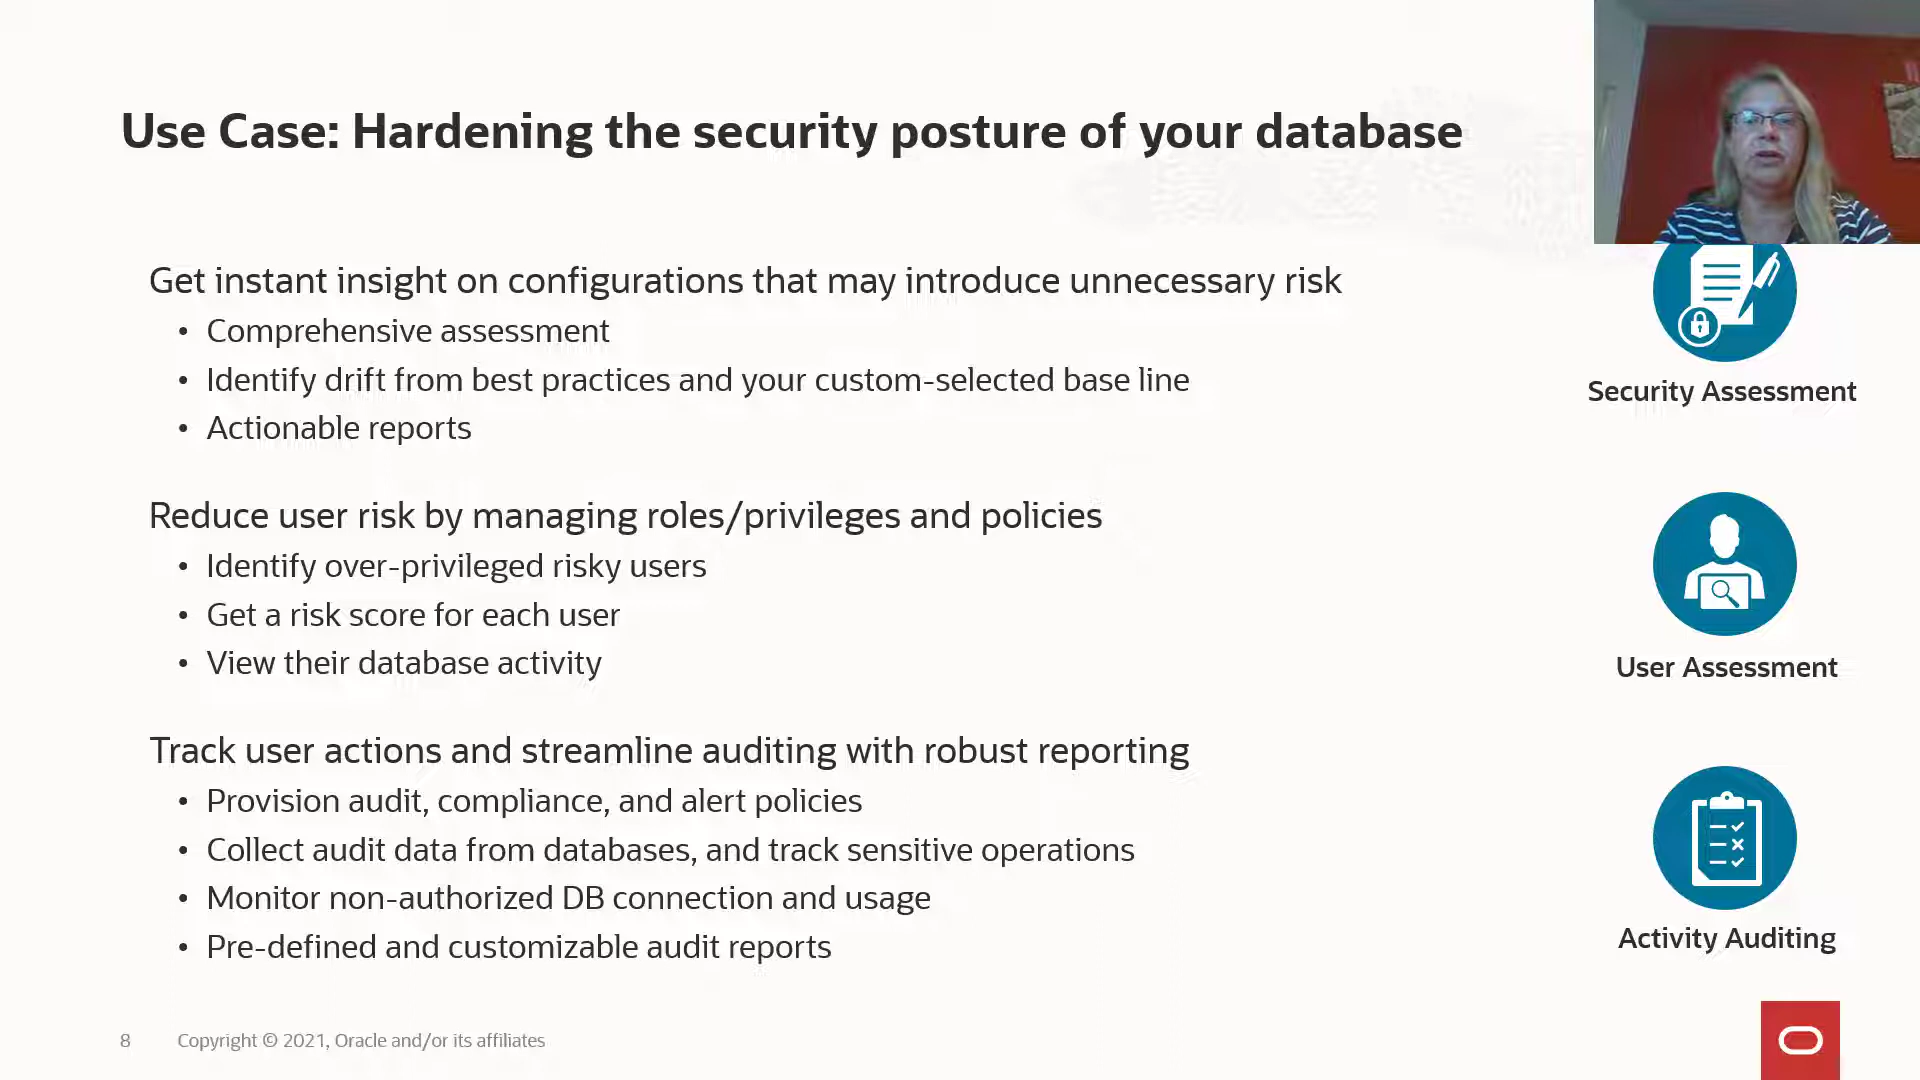 Use Case: Hardening the security posture of your database
Get instant insight on configurations that may introduce unnecessary risk
• Comprehensive assessment
• Identify drift from best practices and your custom-selected base line
• Actionable reports
Security Assessment
Reduce user risk by managing roles/privileges and policies
• Identify over-privileged risky users
• Get a risk score for each user
• View their database activity
User Assessment
Track user actions and streamline auditing with robust reporting
• Provision audit, compliance, and alert policies
• Collect audit data from databases, and track sensitive operations
• Monitor non-authorized DB connection and usage
• Pre-defined and customizable audit reports
Activity Auditing
8 Copyright © 2021, Oracle and/or its affiliates